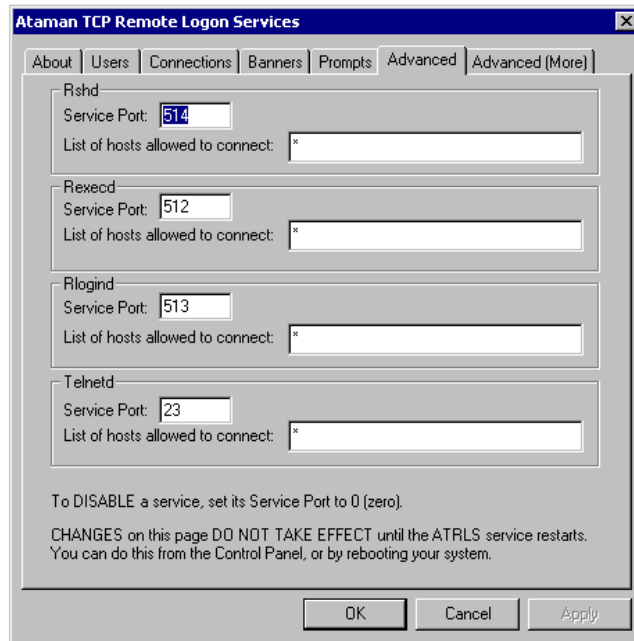 Ataman TCP Remote Logon Services
About
Users
Connections
Banners
Prompts
Advanced
Advanced (More)
Rshd
Service Port: 514
List of hosts allowed to connect: *
Rexecd
Service Port: 512
List of hosts allowed to connect: *
Rlogind
Service Port: 513
List of hosts allowed to connect: *
Telnetd
Service Port: 23
List of hosts allowed to connect: *
To DISABLE a service, set its Service Port to 0 (zero).
CHANGES on this page DO NOT TAKE EFFECT until the ATRLS service restarts.
You can do this from the Control Panel, or by rebooting your system.
OK
Cancel
Apply